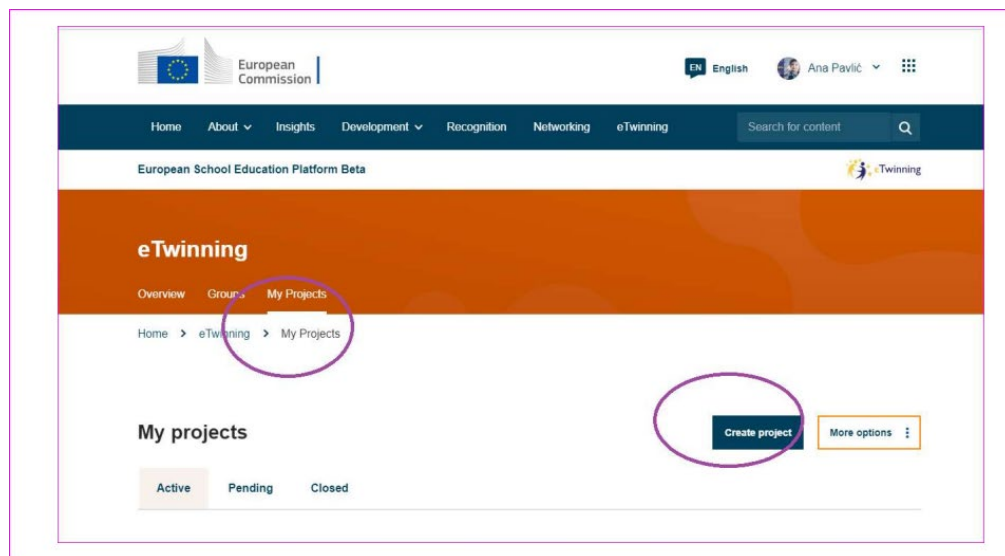 European
Commission
EN English
Ana Pavlić
Home About Insights Development Recognition Networking eTwinning Search for content
European School Education Platform Beta
eTwinning
eTwinning
Overview Groups My Projects
Home > eTwinning > My Projects
My projects
Create project
More options
Active Pending Closed